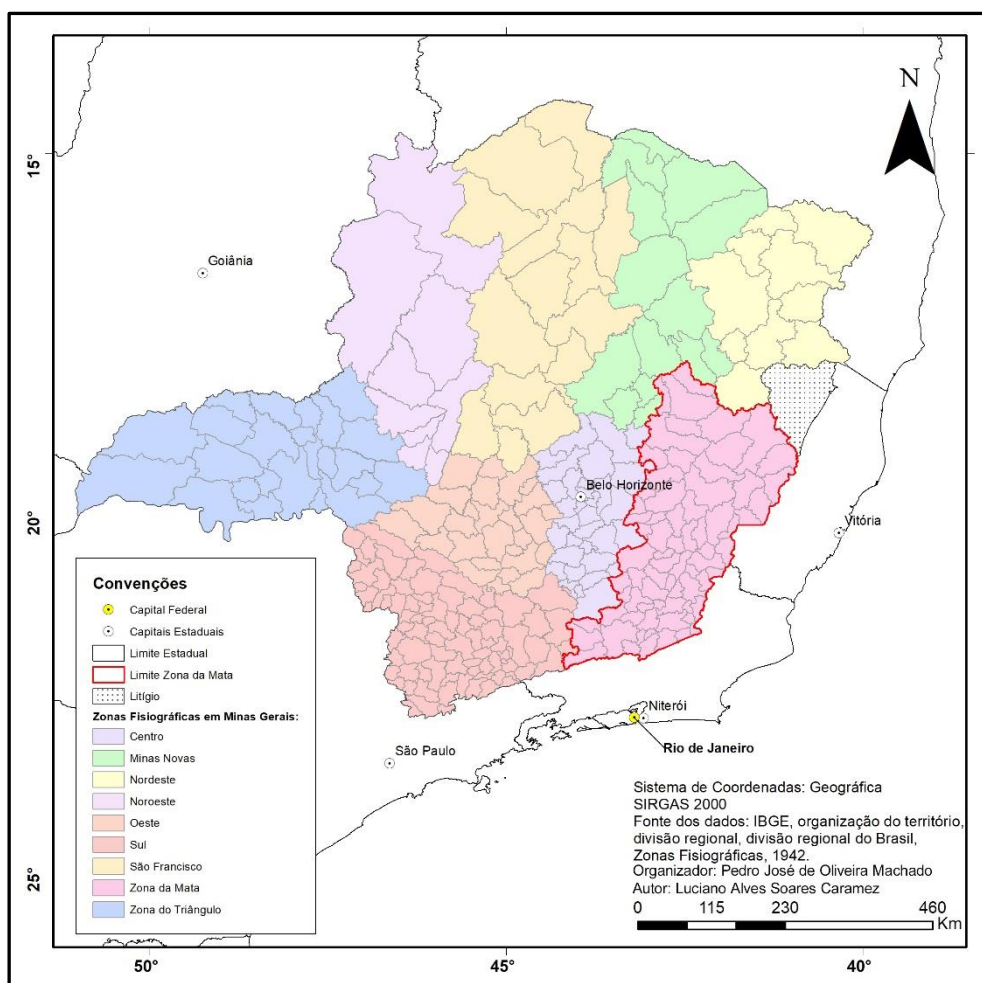 N
15°
20°
25°
Goiânia
Belo Horizonte
Vitória
Niterói
Rio de Janeiro
São Paulo
Convenções
Capital Federal
Capitais Estaduais
Limite Estadual
Limite Zona da Mata
Litígio
Zonas Fisiográficas em Minas Gerais:
Centro
Minas Novas
Nordeste
Noroeste
Oeste
Sul
São Francisco
Zona da Mata
Zona do Triângulo
Sistema de Coordenadas: Geográfica
SIRGAS 2000
Fonte dos dados: IBGE, organização do território,
divisão regional, divisão regional do Brasil,
Zonas Fisiográficas, 1942.
Organizador: Pedro José de Oliveira Machado
Autor: Luciano Alves Soares Caramez
0 115 230 460
Km
50° 45° 40°